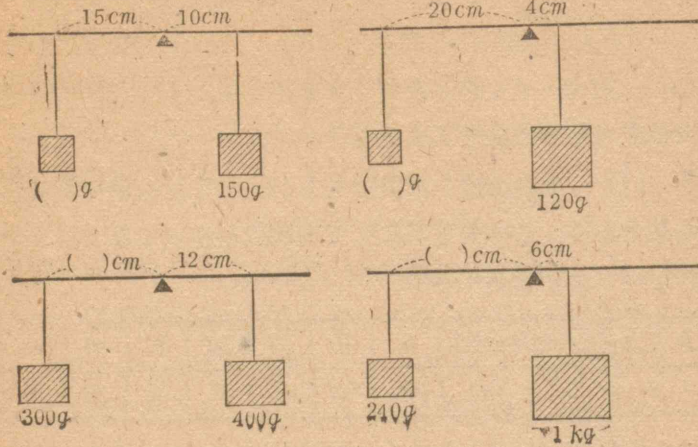 15cm 10cm
( )g 150g
20cm 4cm
( )g 120g
( )cm 12cm
300g 400g
( )cm 6cm
240g 1kg